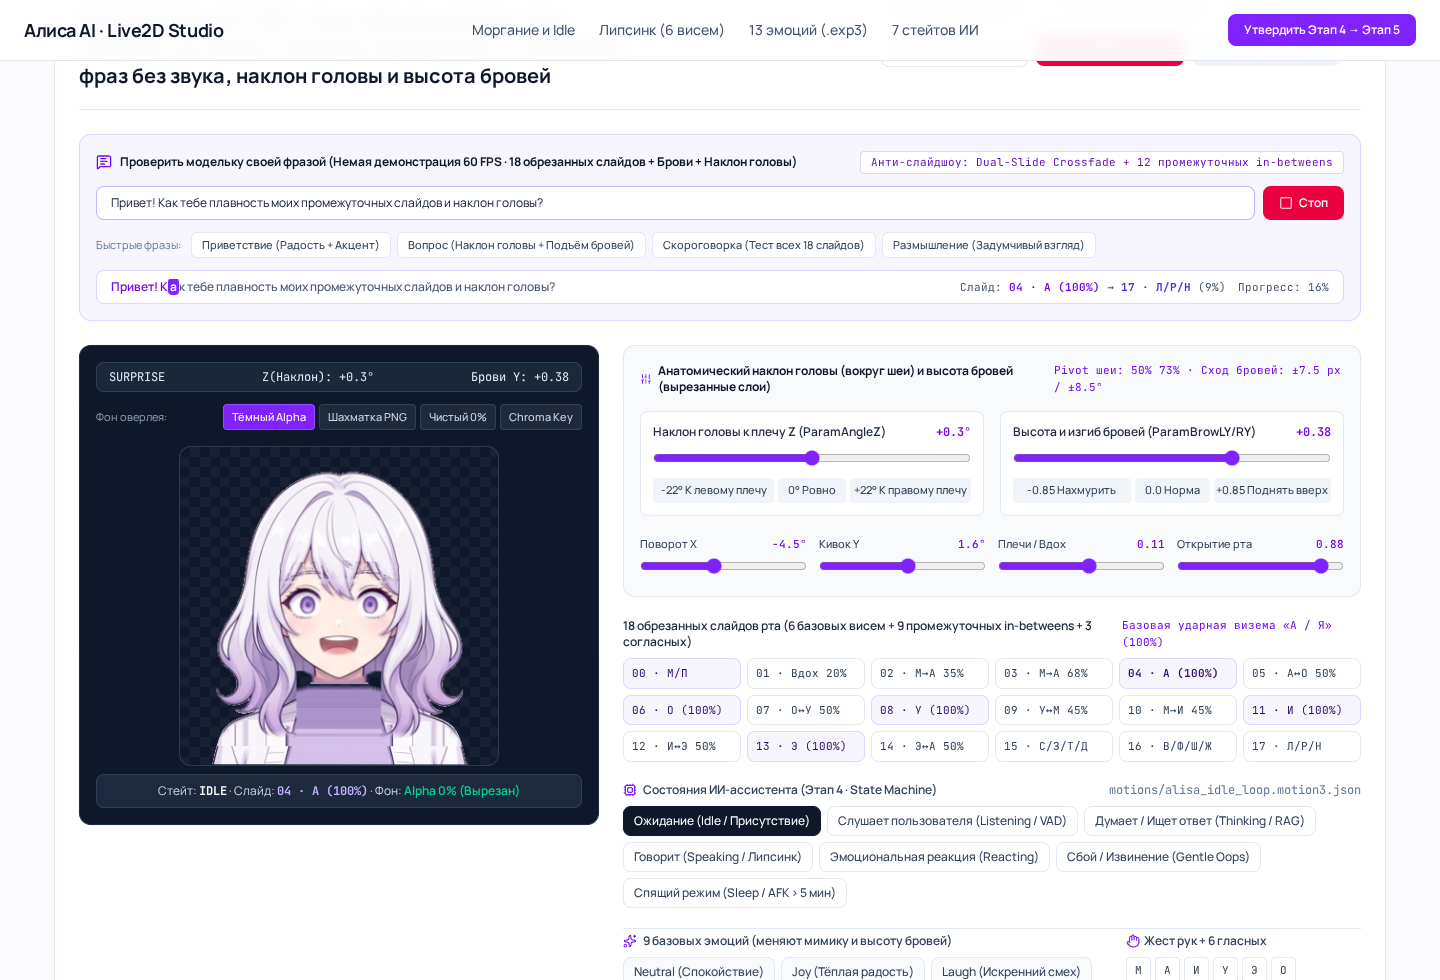 Алиса AI · Live2D Studio
Моргание и Idle
Липсинк (6 висем)
13 эмоций (.exp3)
7 стейтов ИИ
Утвердить Этап 4 → Этап 5
фраз без звука, наклон головы и высота бровей
Проверить модельку своей фразой (Немая демонстрация 60 FPS · 18 обрезанных слайдов + Брови + Наклон головы)
Анти-слайдшоу: Dual-Slide Crossfade + 12 промежуточных in-betweens
Привет! Как тебе плавность моих промежуточных слайдов и наклон головы?
Стоп
Быстрые фразы:
Приветствие (Радость + Акцент)
Вопрос (Наклон головы + Подъём бровей)
Скороговорка (Тест всех 18 слайдов)
Размышление (Задумчивый взгляд)
Привет! Как тебе плавность моих промежуточных слайдов и наклон головы?
Слайд: 04 · А (100%) → 17 · Л/Р/Н (9%) Прогресс: 16%
SURPRISE
Z(Наклон): +0.3°
Брови Y: +0.38
Фон оверлея:
Тёмный Alpha
Шахматка PNG
Чистый 0%
Chroma Key
Стейт: IDLE · Слайд: 04 · А (100%) · Фон: Alpha 0% (Вырезан)
Анатомический наклон головы (вокруг шеи) и высота бровей
(вырезанные слои)
Pivot шеи: 50% 73% · Сход бровей: ±7.5 px
/ ±8.5°
Наклон головы к плечу Z (ParamAngleZ)
+0.3°
-22° К левому плечу
0° Ровно
+22° К правому плечу
Высота и изгиб бровей (ParamBrowLY/RY)
+0.38
-0.85 Нахмурить
0.0 Норма
+0.85 Поднять вверх
Поворот X
-4.5°
Кивок Y
1.6°
Плечи / Вдох
0.11
Открытие рта
0.88
18 обрезанных слайдов рта (6 базовых висем + 9 промежуточных in-betweens + 3
согласных)
Базовая ударная визема «А / Я»
(100%)
00 · М/П
01 · Вдох 20%
02 · М→А 35%
03 · М→А 68%
04 · А (100%)
05 · А↔О 50%
06 · О (100%)
07 · О↔У 50%
08 · У (100%)
09 · У↔М 45%
10 · М→И 45%
11 · И (100%)
12 · И↔Э 50%
13 · Э (100%)
14 · Э↔А 50%
15 · С/З/Т/Д
16 · В/Ф/Ш/Ж
17 · Л/Р/Н
Состояния ИИ-ассистента (Этап 4 · State Machine)
motions/alisa_idle_loop.motion3.json
Ожидание (Idle / Присутствие)
Слушает пользователя (Listening / VAD)
Думает / Ищет ответ (Thinking / RAG)
Говорит (Speaking / Липсинк)
Эмоциональная реакция (Reacting)
Сбой / Извинение (Gentle Oops)
Спящий режим (Sleep / AFK > 5 мин)
9 базовых эмоций (меняют мимику и высоту бровей)
Жест рук + 6 гласных
Neutral (Спокойствие)
Joy (Тёплая радость)
Laugh (Искренний смех)
М
А
И
У
Э
О